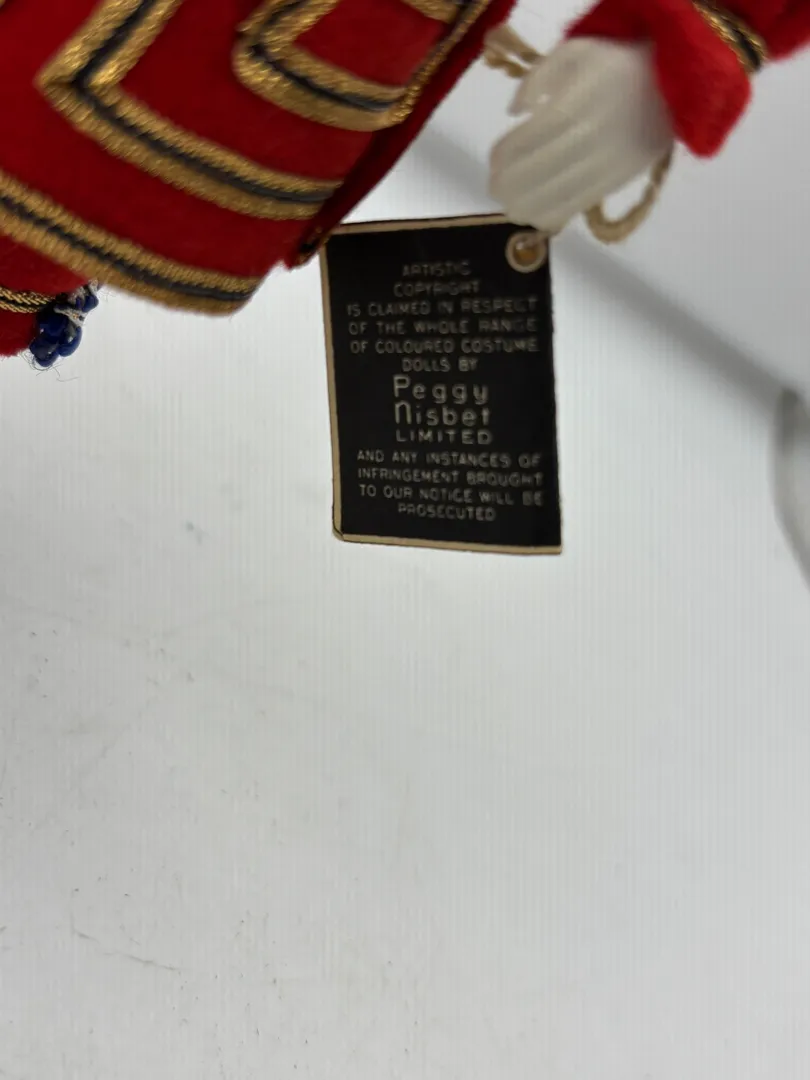 ARTISTIC
COPYRIGHT
IS CLAIMED IN RESPECT
OF THE WHOLE RANGE
OF COLOURED COSTUME
DOLLS BY
Peggy
Nisbet
LIMITED
AND ANY INSTANCES OF
INFRINGEMENT BROUGHT
TO OUR NOTICE WILL BE
PROSECUTED